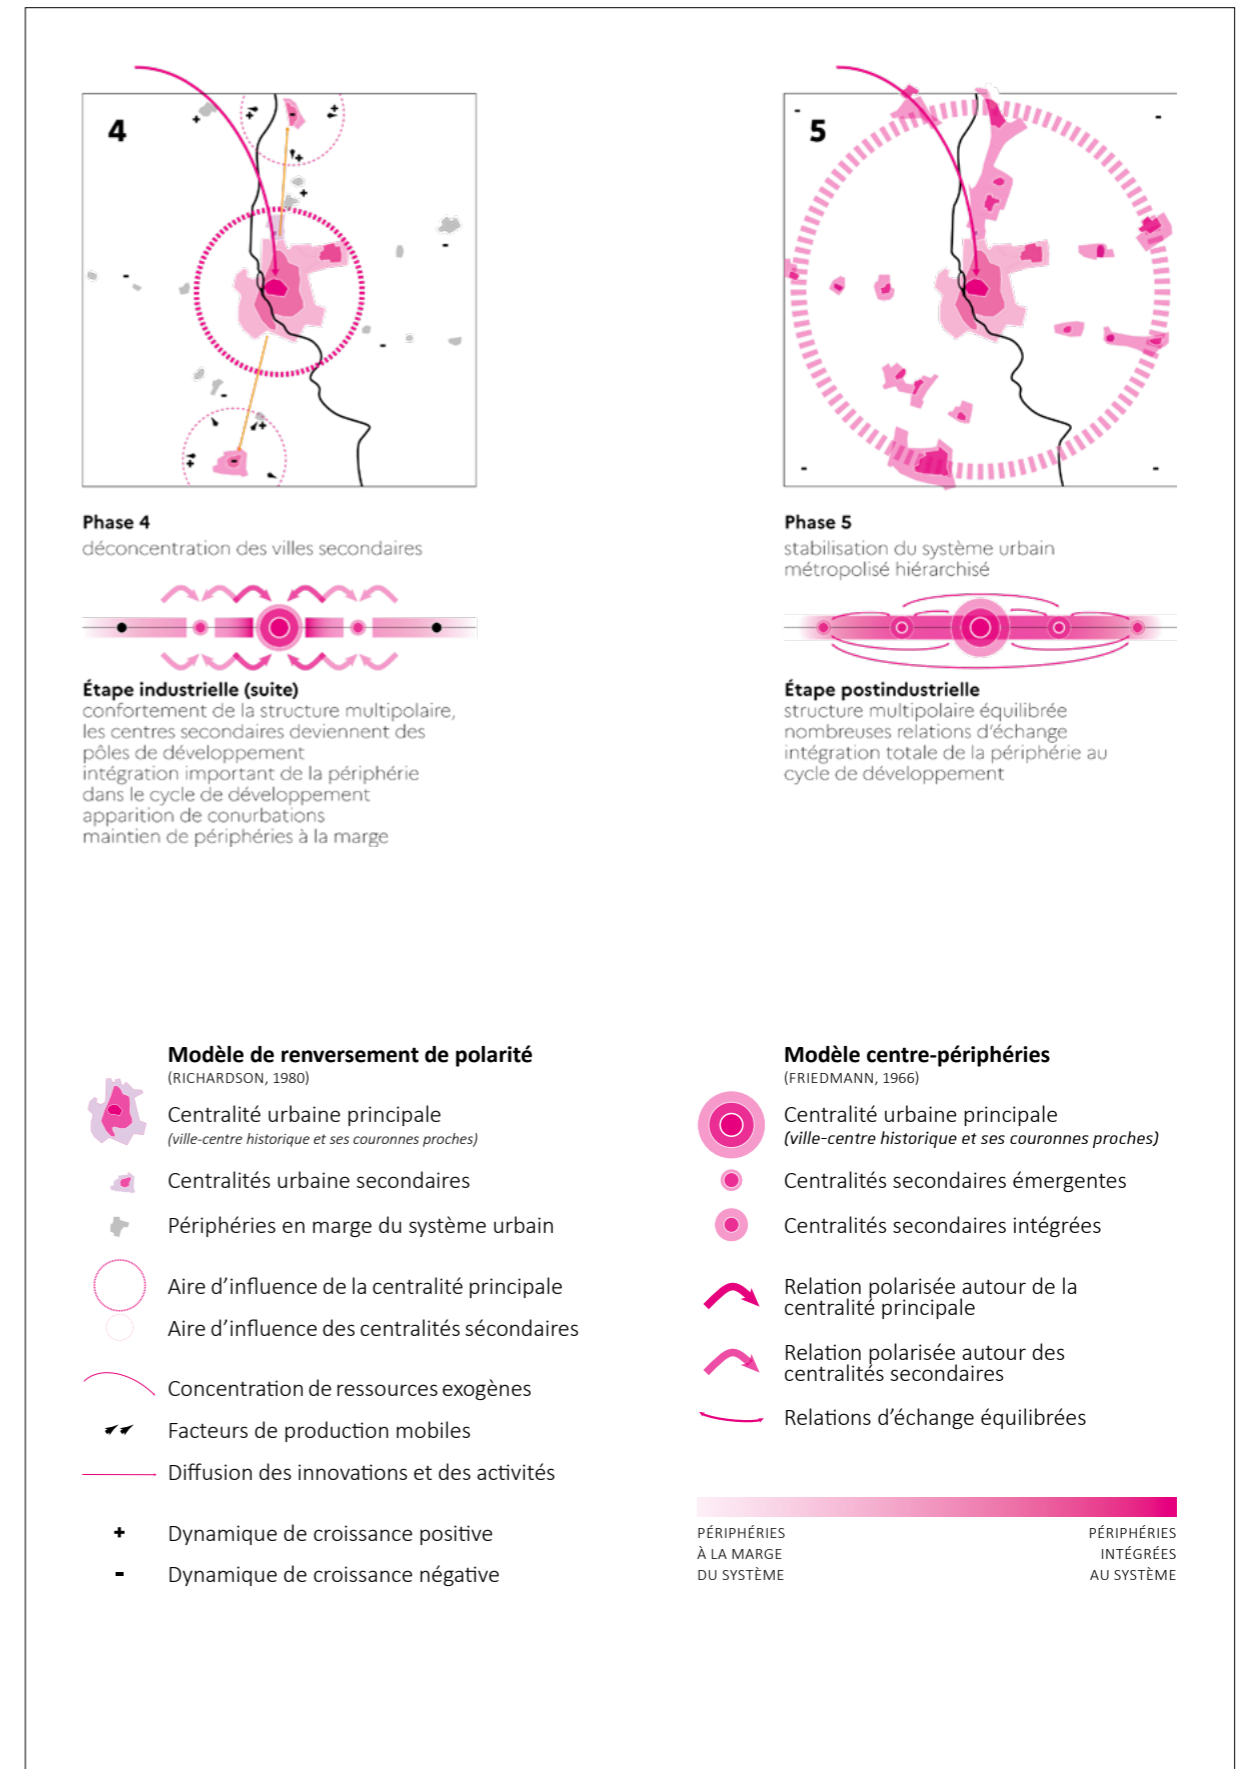 4
Phase 4
déconcentration des villes secondaires
Étape industrielle (suite)
confortement de la structure multipolaire,
les centres secondaires deviennent des
pôles de développement
intégration important de la périphérie
dans le cycle de développement
apparition de conurbations
maintien de périphéries à la marge
5
Phase 5
stabilisation du système urbain
métropolisé hiérarchisé
Étape postindustrielle
structure multipolaire équilibrée
nombreuses relations d'échange
intégration totale de la périphérie au
cycle de développement
Modèle de renversement de polarité
(RICHARDSON, 1980)
Centralité urbaine principale
(ville-centre historique et ses couronnes proches)
Centralités urbaine secondaires
Périphéries en marge du système urbain
Aire d'influence de la centralité principale
Aire d'influence des centralités sécondaires
Concentration de ressources exogènes
Facteurs de production mobiles
Diffusion des innovations et des activités
+ Dynamique de croissance positive
- Dynamique de croissance négative
Modèle centre-périphéries
(FRIEDMANN, 1966)
Centralité urbaine principale
(ville-centre historique et ses couronnes proches)
Centralités secondaires émergentes
Centralités secondaires intégrées
Relation polarisée autour de la
centralité principale
Relation polarisée autour des
centralités secondaires
Relations d'échange équilibrées
PÉRIPHÉRIES
À LA MARGE
DU SYSTÈME
PÉRIPHÉRIES
INTÉGRÉES
AU SYSTÈME